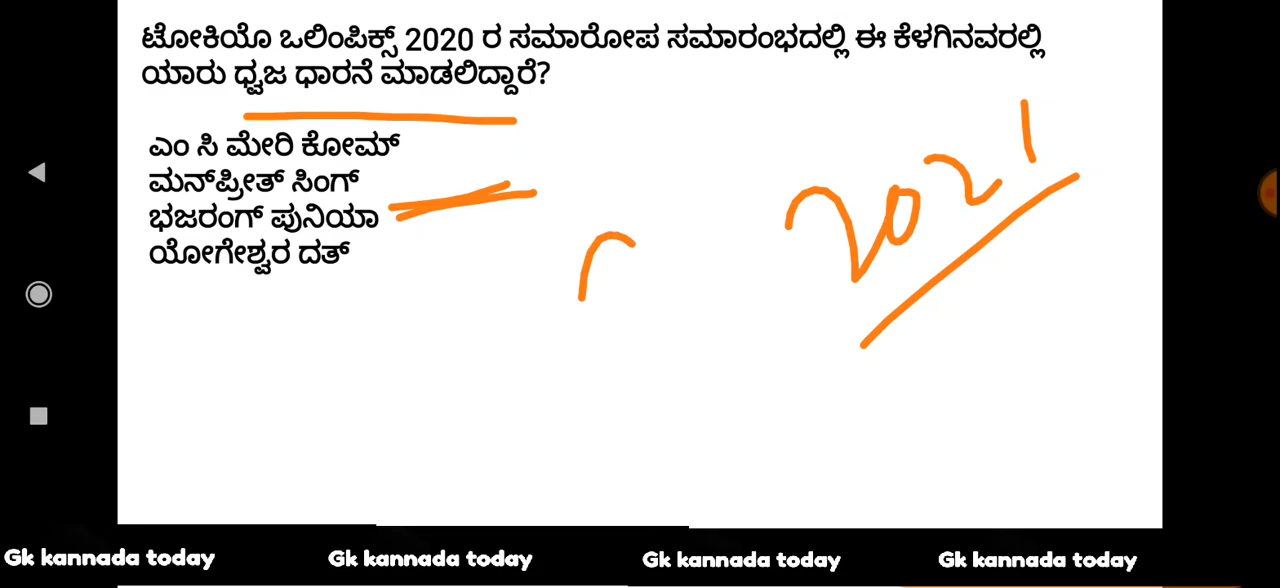 ಟೋಕಿಯೊ ಒಲಿಂಪಿಕ್ಸ್ 2020 ರ ಸಮಾರೋಪ ಸಮಾರಂಭದಲ್ಲಿ ಈ ಕೆಳಗಿನವರಲ್ಲಿ
ಯಾರು ಧ್ವಜ ಧಾರನೆ ಮಾಡಲಿದ್ದಾರೆ?
ಎಂ ಸಿ ಮೇರಿ ಕೋಮ್
ಮನ್‌ಪ್ರೀತ್ ಸಿಂಗ್
ಭಜರಂಗ್ ಪುನಿಯಾ
ಯೋಗೇಶ್ವರ ದತ್
2021
Gk kannada today Gk kannada today Gk kannada today Gk kannada today